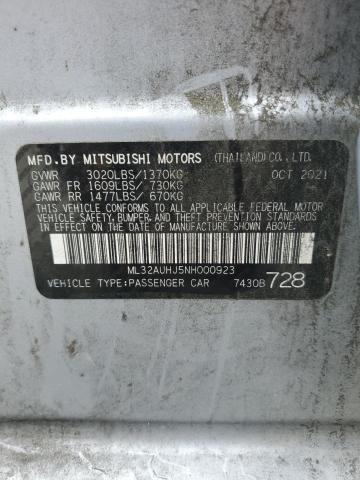 MFD.BY MITSUBISHI MOTORS (THAILAND) CO., LTD.
GVWR 3020LBS/1370KG OCT 2021
GAWR FR 1609LBS/ 730KG
GAWR RR 1477LBS/ 670KG
THIS VEHICLE CONFORMS TO ALL APPLICABLE FEDERAL MOTOR
VEHICLE SAFETY, BUMPER, AND THEFT PREVENTION STANDARDS
IN EFFECT ON THE DATE OF MANUFACTURE SHOWN ABOVE.
ML32AUHJ5NH000923
VEHICLE TYPE:PASSENGER CAR 7430B 728